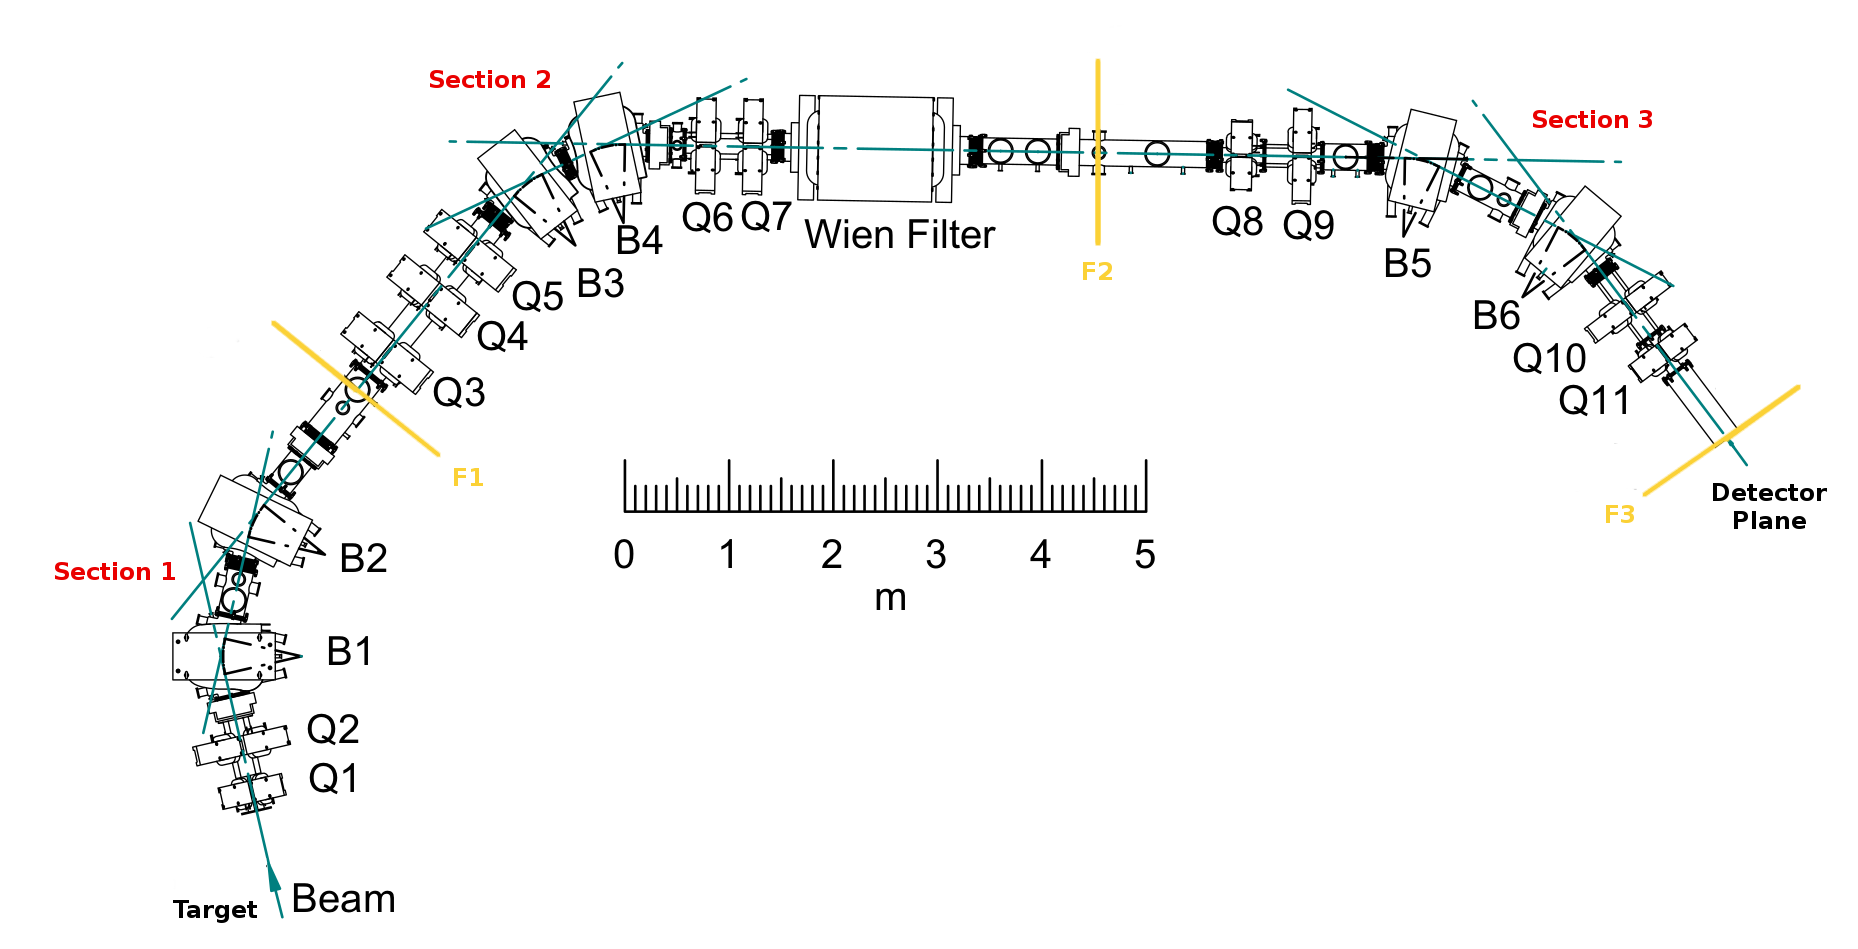 Section 2
Section 3
Q6
Q7
Wien Filter
B4
B3
Q5
Q4
Q3
F1
F2
Q8
Q9
B5
B6
Q10
Q11
F3
Detector
Plane
Section 1
B2
B1
Q2
Q1
0 1 2 3 4 5
m
Target
Beam